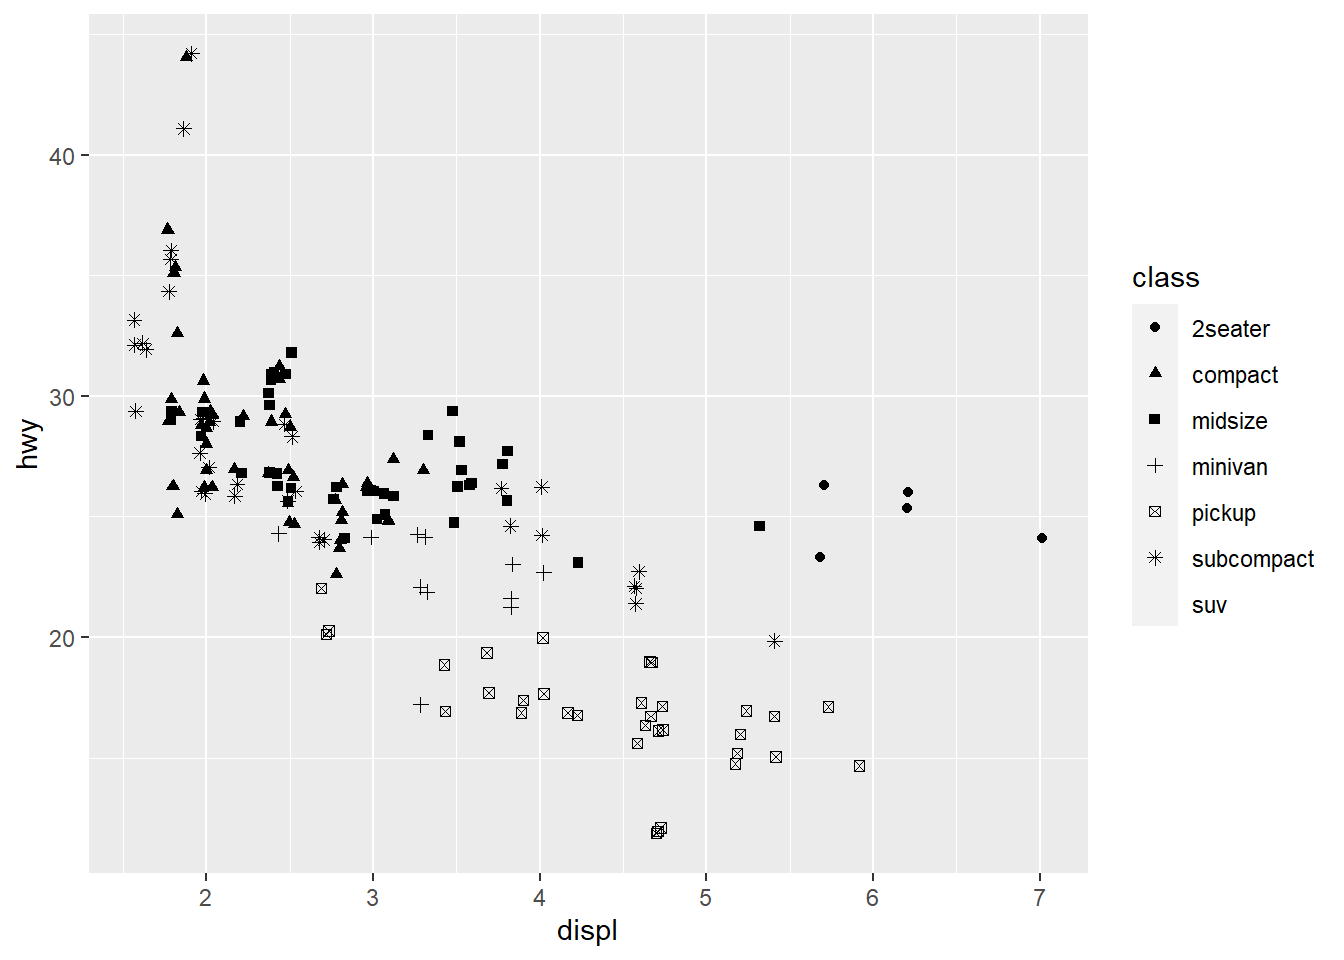 40
30
20
hwy
2 3 4 5 6 7
displ
class
2seater
compact
midsize
minivan
pickup
subcompact
suv